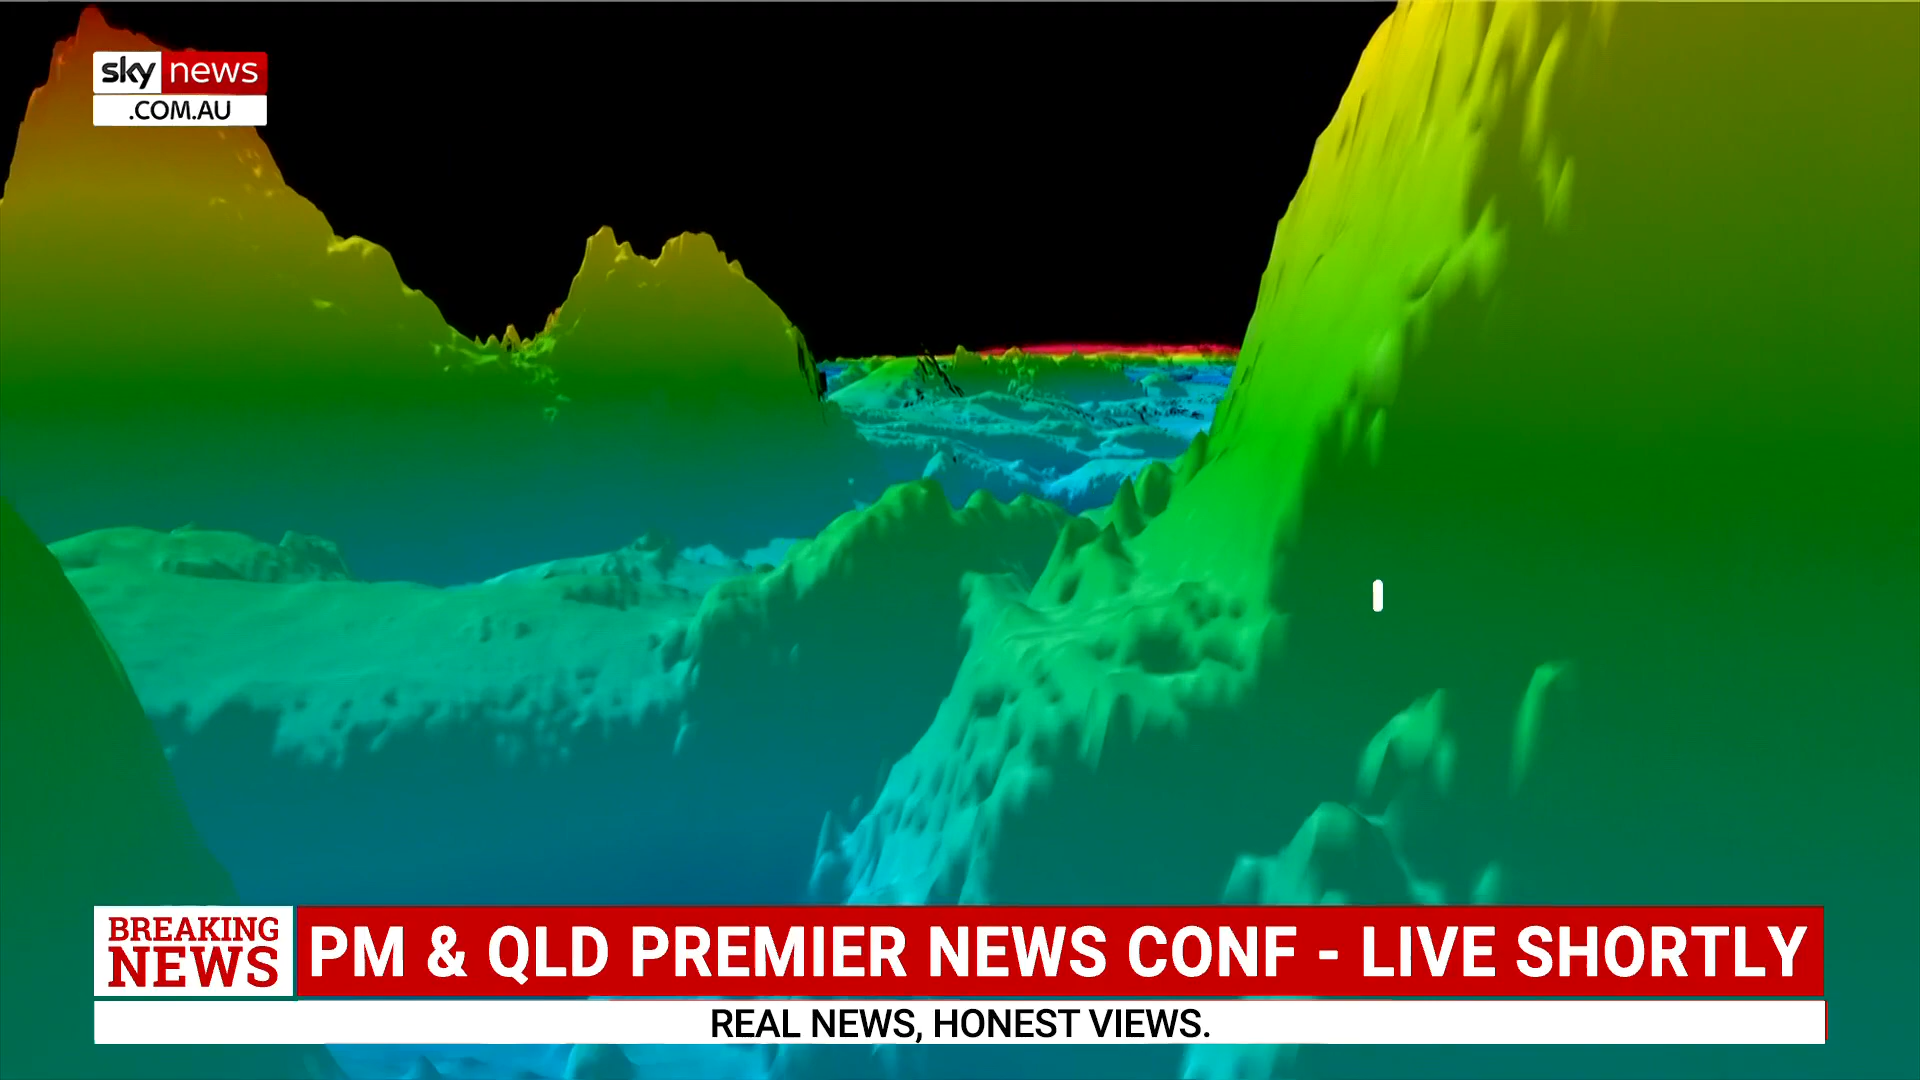 sky news
.COM.AU
BREAKING
NEWS
PM & QLD PREMIER NEWS CONF - LIVE SHORTLY
REAL NEWS, HONEST VIEWS.